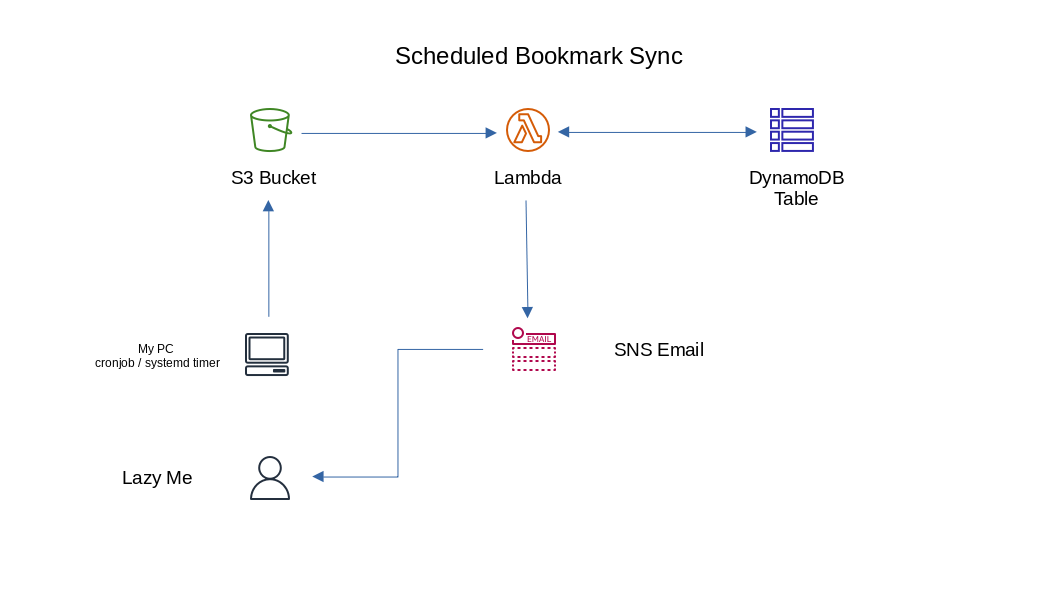 Scheduled Bookmark Sync
S3 Bucket
Lambda
DynamoDB
Table
My PC
cronjob / systemd timer
EMAIL
SNS Email
Lazy Me